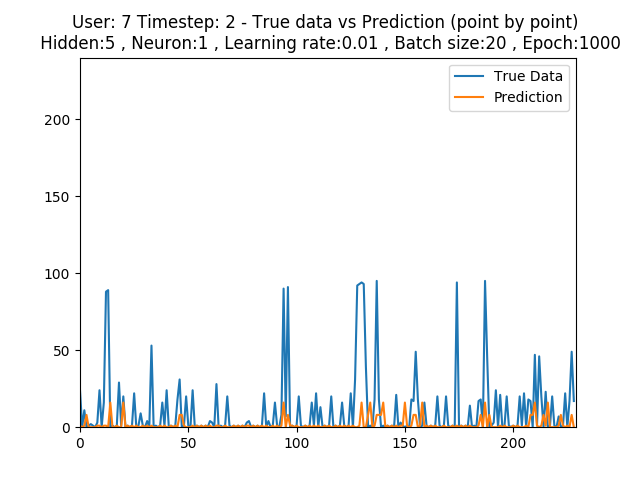 User: 7 Timestep: 2 - True data vs Prediction (point by point)
Hidden:5 , Neuron:1 , Learning rate:0.01 , Batch size:20 , Epoch:1000
True Data
Prediction
200
150
100
50
0
0 50 100 150 200